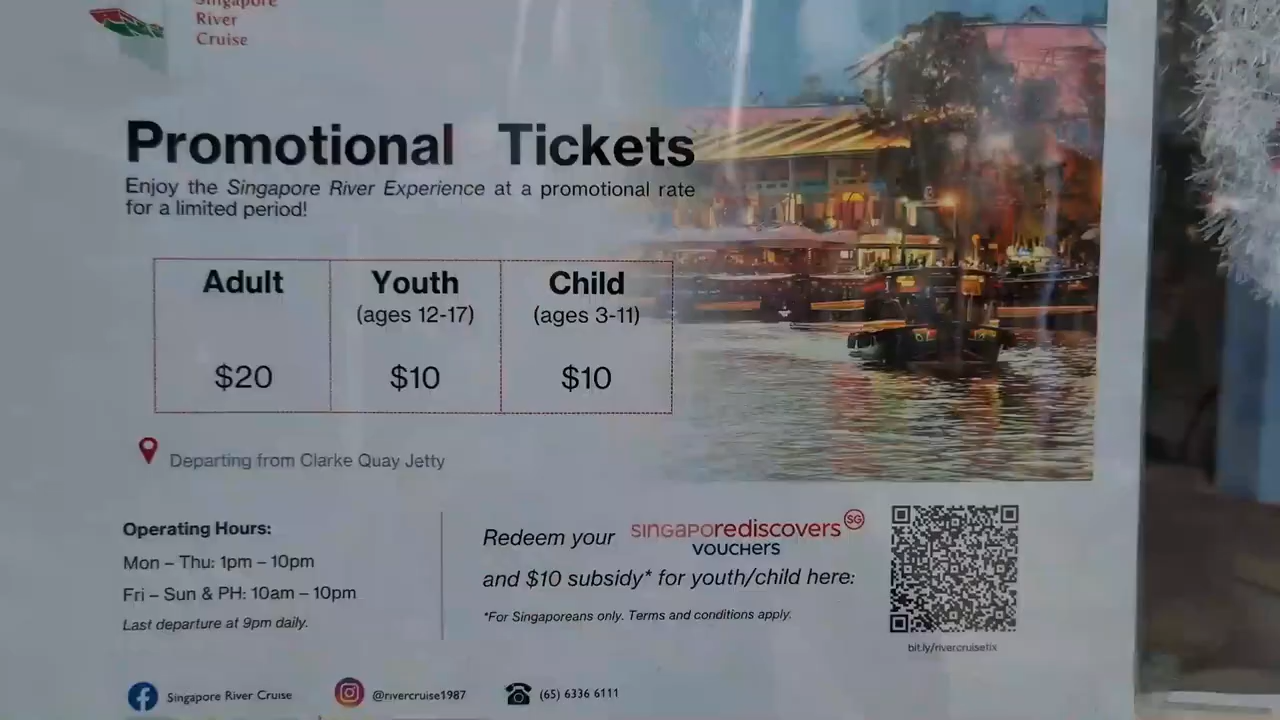 Singapore
River
Cruise
Promotional Tickets
Enjoy the Singapore River Experience at a promotional rate
for a limited period!
Adult
Youth
(ages 12-17)
Child
(ages 3-11)
$20
$10
$10
Departing from Clarke Quay Jetty
Operating Hours:
Mon – Thu: 1pm – 10pm
Fri – Sun & PH: 10am – 10pm
Last departure at 9pm daily.
Redeem your SINGAPOREDISCOVERS SG
VOUCHERS
and $10 subsidy* for youth/child here:
*For Singaporeans only. Terms and conditions apply.
bit.ly/rivercruisetix
Singapore River Cruise
@rivercruise1987
(65) 6336 6111